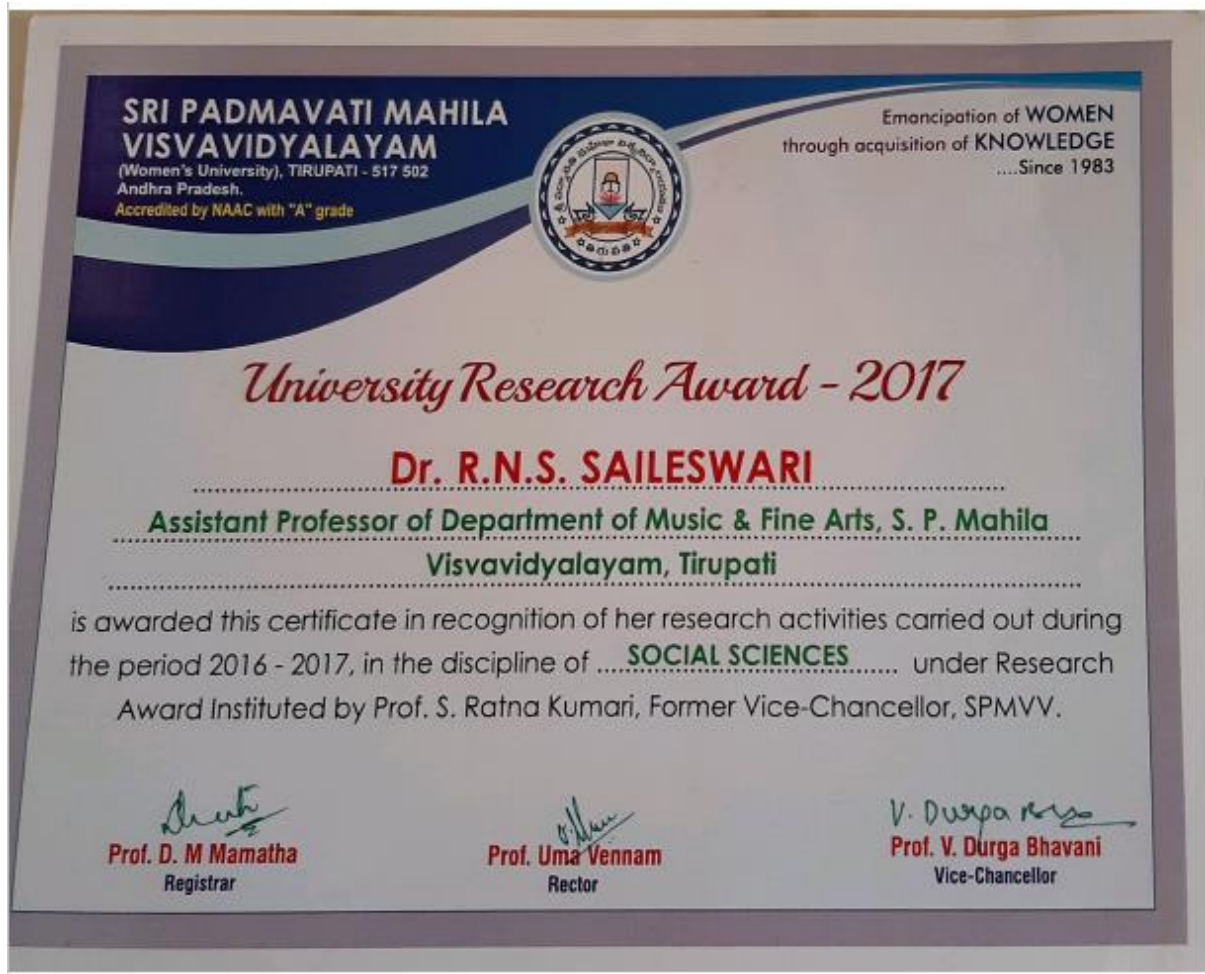 SRI PADMAVATI MAHILA
VISVAVIDYALAYAM
(Women's University), TIRUPATI - 517 502
Andhra Pradesh.
Accredited by NAAC with "A" grade
Emancipation of WOMEN
through acquisition of KNOWLEDGE
....Since 1983
University Research Award - 2017
Dr. R.N.S. SAILESWARI
Assistant Professor of Department of Music & Fine Arts, S. P. Mahila
Visvavidyalayam, Tirupati
is awarded this certificate in recognition of her research activities carried out during
the period 2016 - 2017, in the discipline of ....SOCIAL SCIENCES...... under Research
Award Instituted by Prof. S. Ratna Kumari, Former Vice-Chancellor, SPMVV.
V. Durga
Prof. D. M Mamatha
Registrar
Prof. Uma Vennam
Rector
Prof. V. Durga Bhavani
Vice-Chancellor